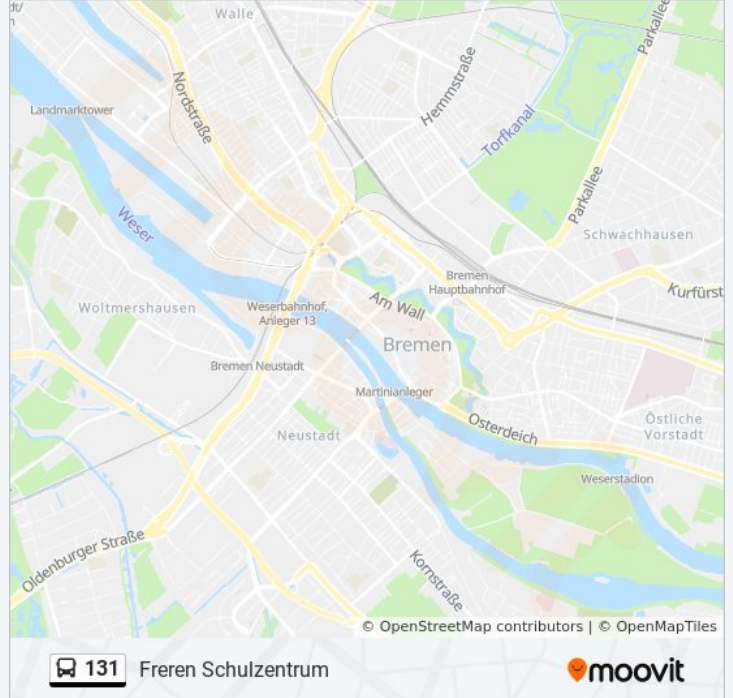 Walle
Parkallee
Nordstraße
Hemmstraße
Landmarktower
Torfkanal
Parkallee
Weser
Schwachhausen
Bremen
Hauptbahnhof
Kurfürst
Woltmershausen
Weserbahnhof,
Anleger 13
Am Wall
Bremen
Bremen Neustadt
Martinianleger
Neustadt
Osterdeich
Östliche
Vorstadt
Weserstadion
Oldenburger Straße
Kornstraße
© OpenStreetMap contributors | © OpenMapTiles
131 Freren Schulzentrum
moovit